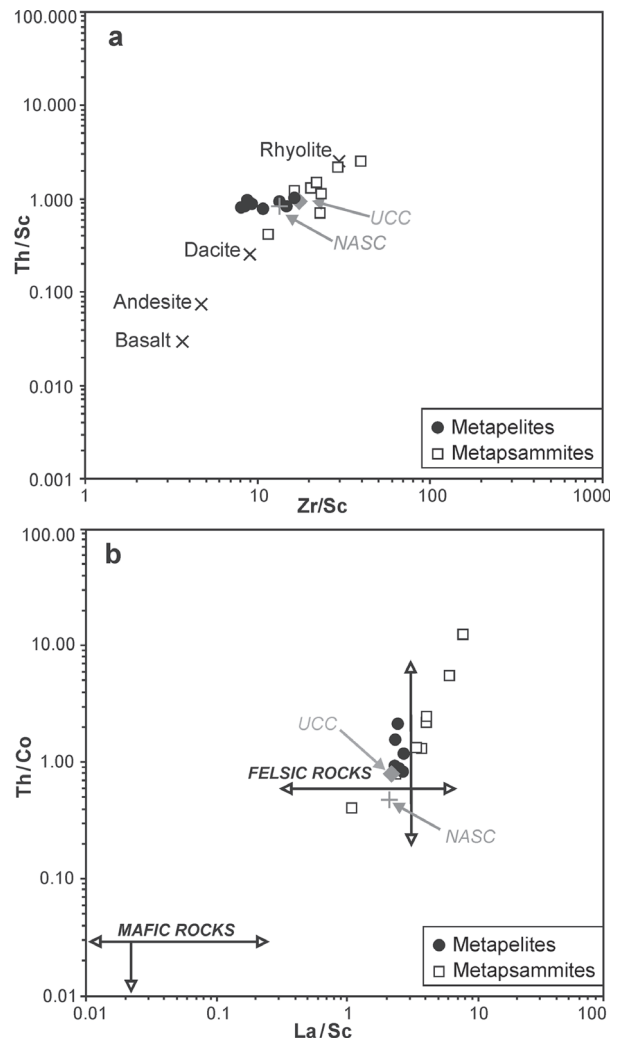 100.000
a
10.000
Rhyolite
1.000
UCC
NASC
Th/Sc
Dacite
0.100
Andesite
Basalt
0.010
Metapelites
Metapsammites
0.001
1
10
100
1000
Zr/Sc
100.00
b
10.00
UCC
1.00
FELSIC ROCKS
Th/Co
NASC
0.10
MAFIC ROCKS
Metapelites
Metapsammites
0.01
0.01
0.1
1
10
100
La/Sc